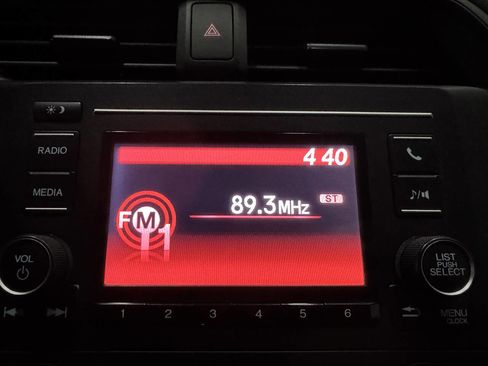 RADIO
4 40
MEDIA
89.3MHz
ST
FM
1
VOL
LIST
PUSH
SELECT
1 2 3 4 5 6
MENU
CLOCK